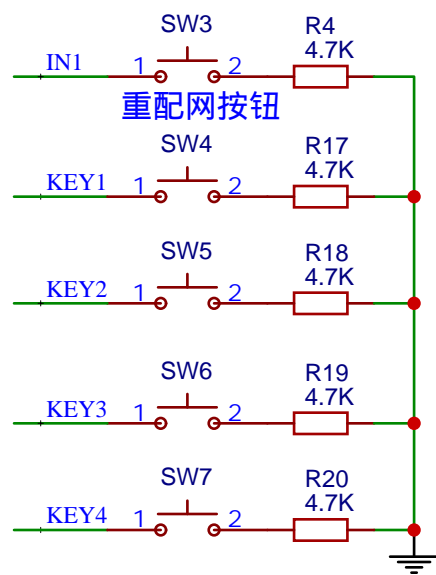 SW3 R4
4.7K
IN1 1 2
重配网按钮
SW4 R17
4.7K
KEY1 1 2
SW5 R18
4.7K
KEY2 1 2
SW6 R19
4.7K
KEY3 1 2
SW7 R20
4.7K
KEY4 1 2